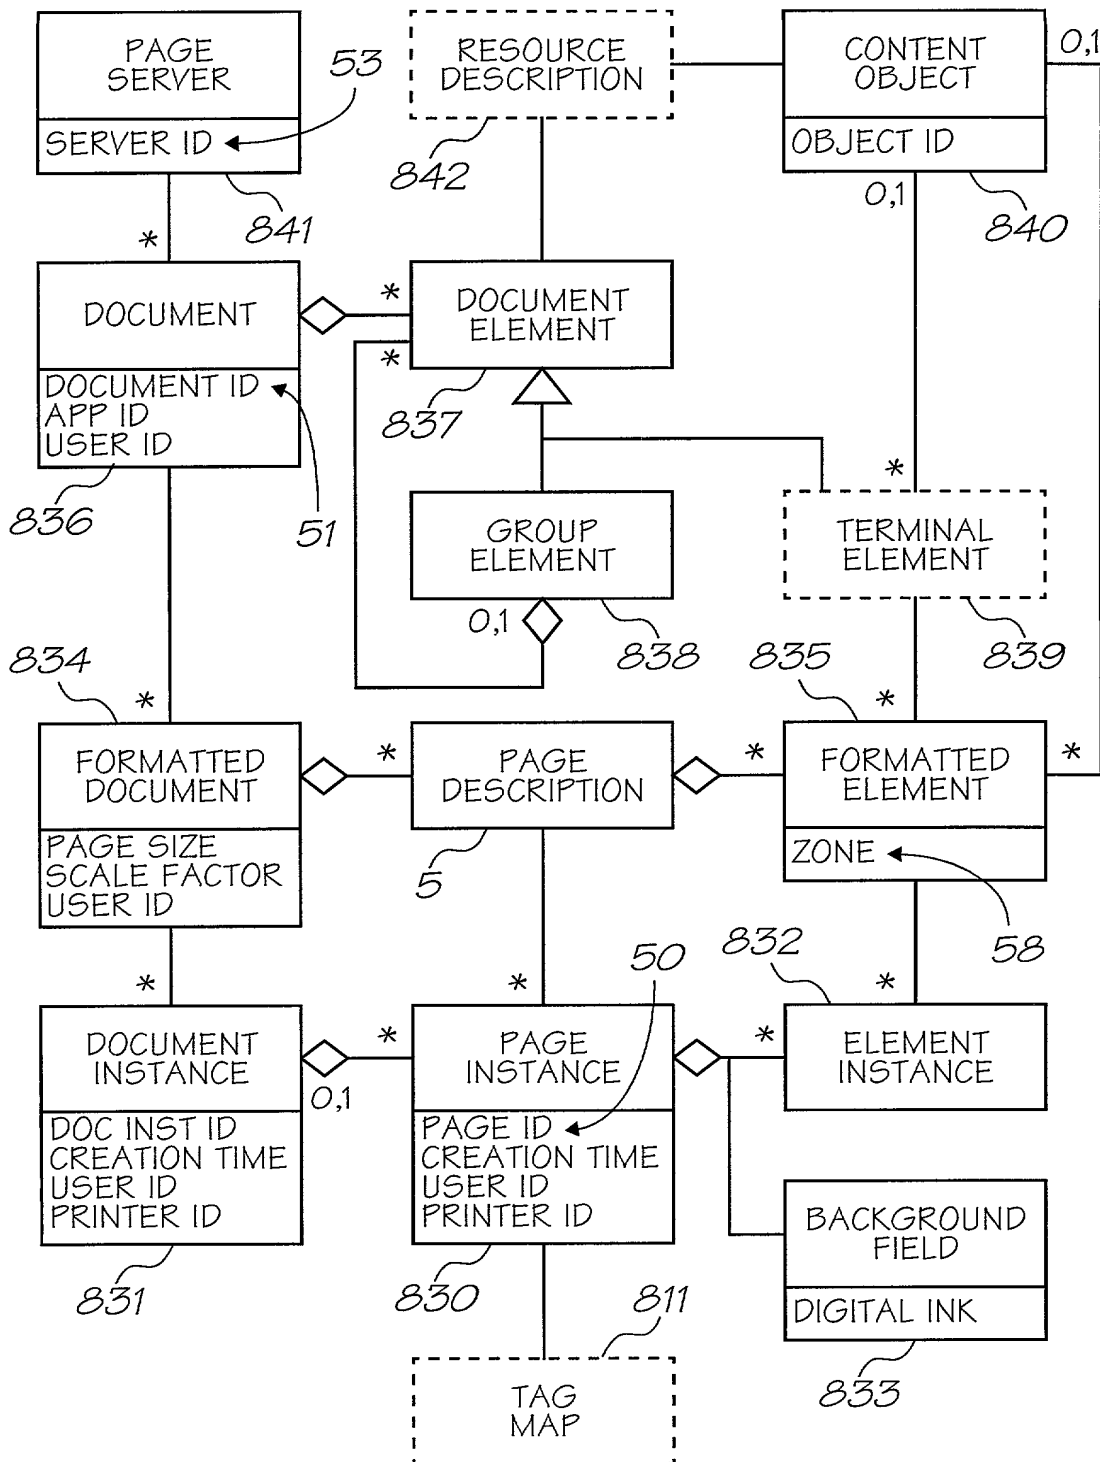 PAGE
SERVER
53
SERVER ID
841
RESOURCE
DESCRIPTION
842
CONTENT
OBJECT
0,1
OBJECT ID
0,1
840
*
DOCUMENT
*
DOCUMENT
ELEMENT
*
DOCUMENT ID
APP ID
USER ID
836
51
837
*
GROUP
ELEMENT
TERMINAL
ELEMENT
0,1
838
835
839
834
*
*
FORMATTED
DOCUMENT
*
PAGE
DESCRIPTION
*
FORMATTED
ELEMENT
*
PAGE SIZE
SCALE FACTOR
USER ID
5
ZONE
58
832
50
*
*
*
DOCUMENT
INSTANCE
*
0,1
PAGE
INSTANCE
*
ELEMENT
INSTANCE
DOC INST ID
CREATION TIME
USER ID
PRINTER ID
831
PAGE ID
CREATION TIME
USER ID
PRINTER ID
830
BACKGROUND
FIELD
DIGITAL INK
833
811
TAG
MAP